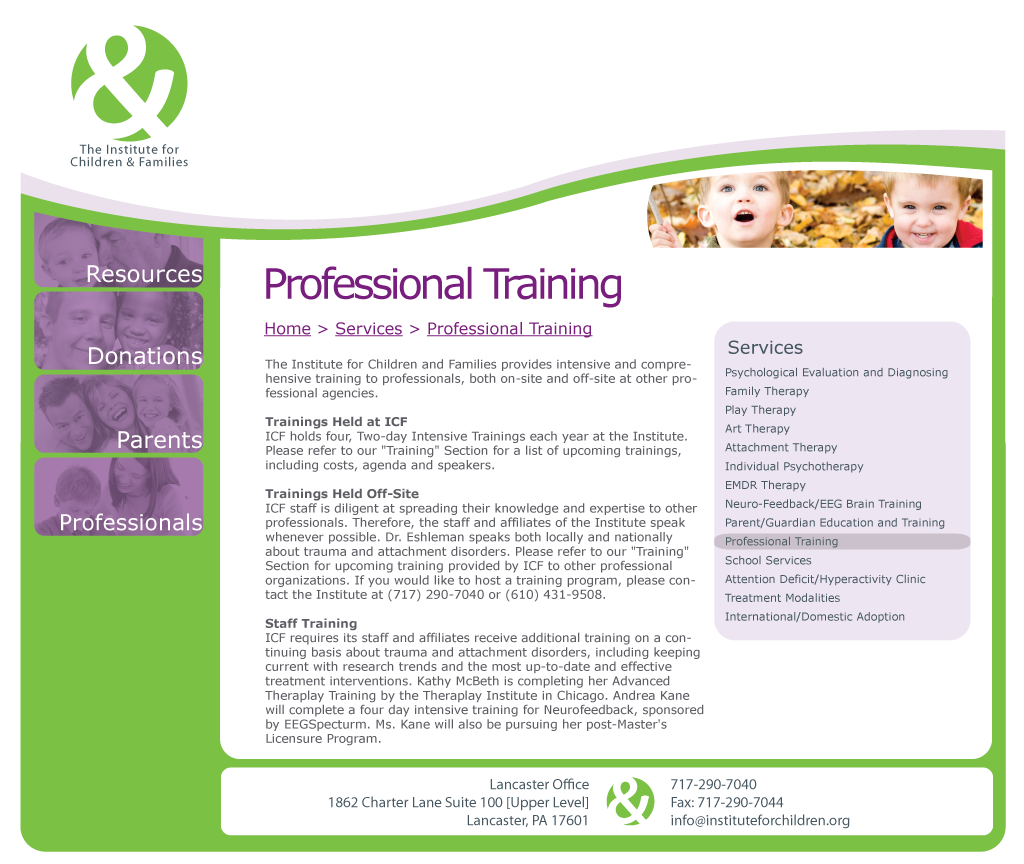 &
The Institute for
Children & Families
Resources
Donations
Parents
Professionals
Professional Training
Home > Services > Professional Training
The Institute for Children and Families provides intensive and compre-
hensive training to professionals, both on-site and off-site at other pro-
fessional agencies.
Trainings Held at ICF
ICF holds four, Two-day Intensive Trainings each year at the Institute.
Please refer to our "Training" Section for a list of upcoming trainings,
including costs, agenda and speakers.
Trainings Held Off-Site
ICF staff is diligent at spreading their knowledge and expertise to other
professionals. Therefore, the staff and affiliates of the Institute speak
whenever possible. Dr. Eshleman speaks both locally and nationally
about trauma and attachment disorders. Please refer to our "Training"
Section for upcoming training provided by ICF to other professional
organizations. If you would like to host a training program, please con-
tact the Institute at (717) 290-7040 or (610) 431-9508.
Staff Training
ICF requires its staff and affiliates receive additional training on a con-
tinuing basis about trauma and attachment disorders, including keeping
current with research trends and the most up-to-date and effective
treatment interventions. Kathy McBeth is completing her Advanced
Theraplay Training by the Theraplay Institute in Chicago. Andrea Kane
will complete a four day intensive training for Neurofeedback, sponsored
by EEGSpecturm. Ms. Kane will also be pursuing her post-Master's
Licensure Program.
Services
Psychological Evaluation and Diagnosing
Family Therapy
Play Therapy
Art Therapy
Attachment Therapy
Individual Psychotherapy
EMDR Therapy
Neuro-Feedback/EEG Brain Training
Parent/Guardian Education and Training
Professional Training
School Services
Attention Deficit/Hyperactivity Clinic
Treatment Modalities
International/Domestic Adoption
Lancaster Office
1862 Charter Lane Suite 100 [Upper Level]
Lancaster, PA 17601
&
717-290-7040
Fax: 717-290-7044
info@instituteforchildren.org